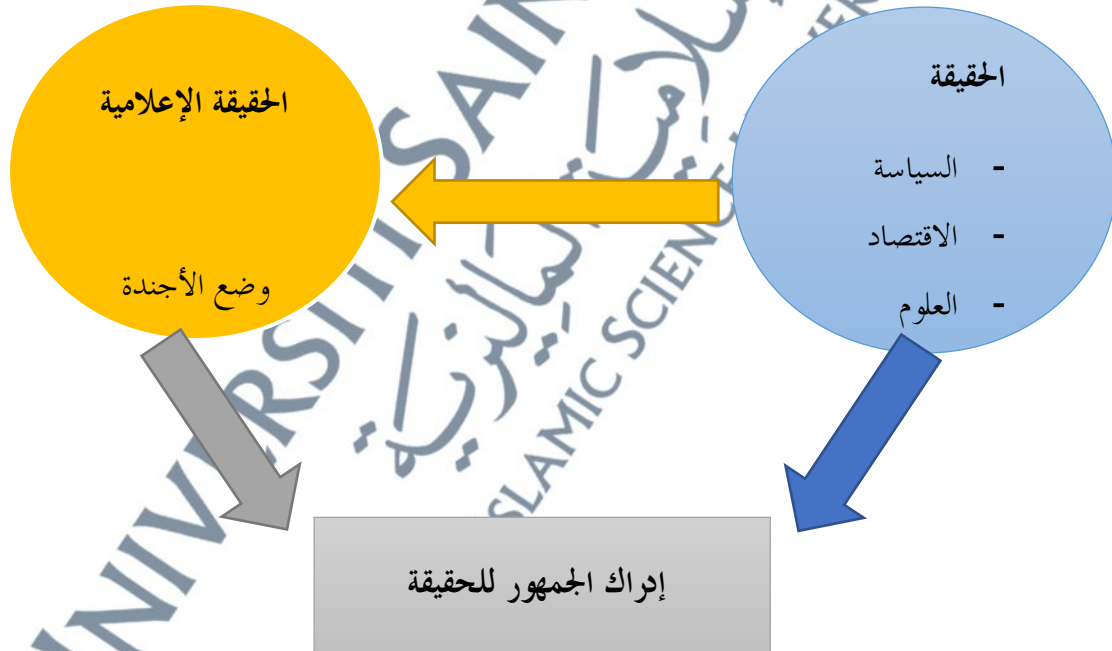 الحقيقة
- السياسة
- الاقتصاد
- العلوم
الحقيقة الإعلامية
وضع الأجندة
إدراك الجمهور للحقيقة